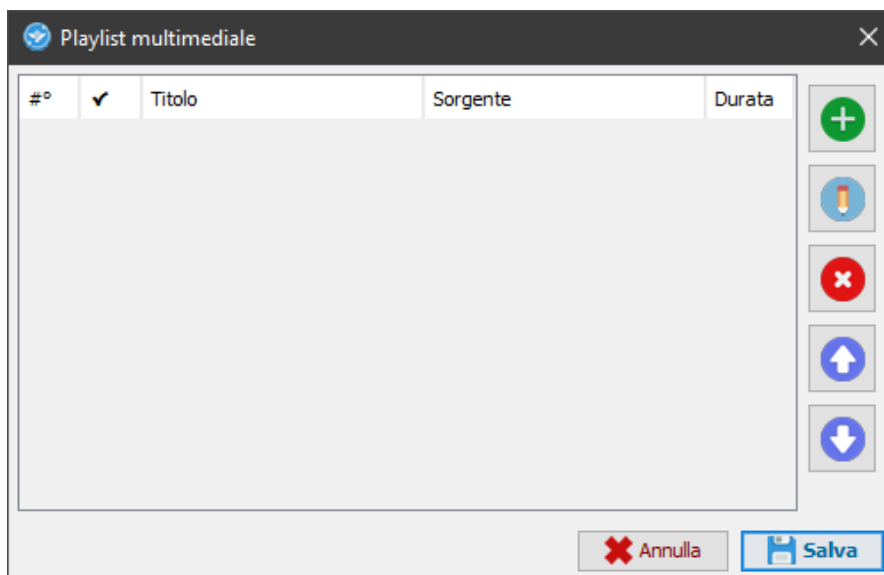 Playlist multimediale
#° ✔ Titolo Sorgente Durata
Annulla Salva